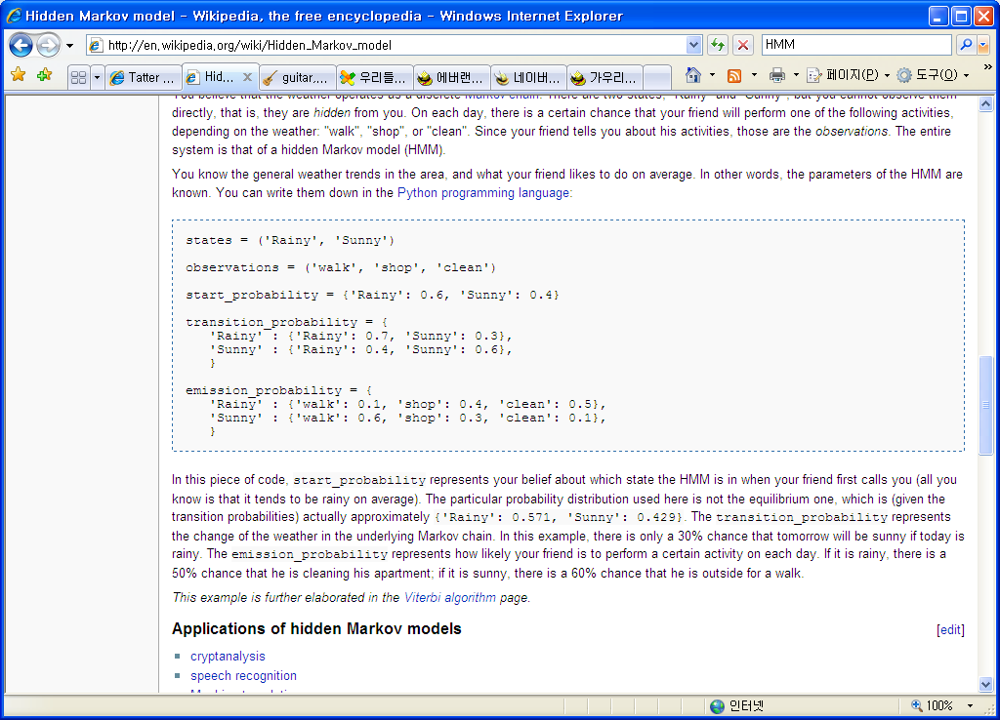 Hidden Markov model - Wikipedia, the free encyclopedia - Windows Internet Explorer
http://en.wikipedia.org/wiki/Hidden_Markov_model
HMM
Tatter ...
Hid...
guitar....
우리들...
에버랜...
네이버...
가우리...
페이지(P)
도구(O)
You believe that the weather operates as a discrete Markov chain. There are two states, "Rainy" and "Sunny", but you cannot observe them
directly, that is, they are hidden from you. On each day, there is a certain chance that your friend will perform one of the following activities,
depending on the weather: "walk", "shop", or "clean". Since your friend tells you about his activities, those are the observations. The entire
system is that of a hidden Markov model (HMM).
You know the general weather trends in the area, and what your friend likes to do on average. In other words, the parameters of the HMM are
known. You can write them down in the Python programming language:
states = ('Rainy', 'Sunny')
observations = ('walk', 'shop', 'clean')
start_probability = {'Rainy': 0.6, 'Sunny': 0.4}
transition_probability = {
'Rainy' : {'Rainy': 0.7, 'Sunny': 0.3},
'Sunny' : {'Rainy': 0.4, 'Sunny': 0.6},
}
emission_probability = {
'Rainy' : {'walk': 0.1, 'shop': 0.4, 'clean': 0.5},
'Sunny' : {'walk': 0.6, 'shop': 0.3, 'clean': 0.1},
}
In this piece of code, start_probability represents your belief about which state the HMM is in when your friend first calls you (all you
know is that it tends to be rainy on average). The particular probability distribution used here is not the equilibrium one, which is (given the
transition probabilities) actually approximately {'Rainy': 0.571, 'Sunny': 0.429}. The transition_probability represents
the change of the weather in the underlying Markov chain. In this example, there is only a 30% chance that tomorrow will be sunny if today is
rainy. The emission_probability represents how likely your friend is to perform a certain activity on each day. If it is rainy, there is a
50% chance that he is cleaning his apartment; if it is sunny, there is a 60% chance that he is outside for a walk.
This example is further elaborated in the Viterbi algorithm page.
Applications of hidden Markov models
[edit]
cryptanalysis
speech recognition
인터넷
100%